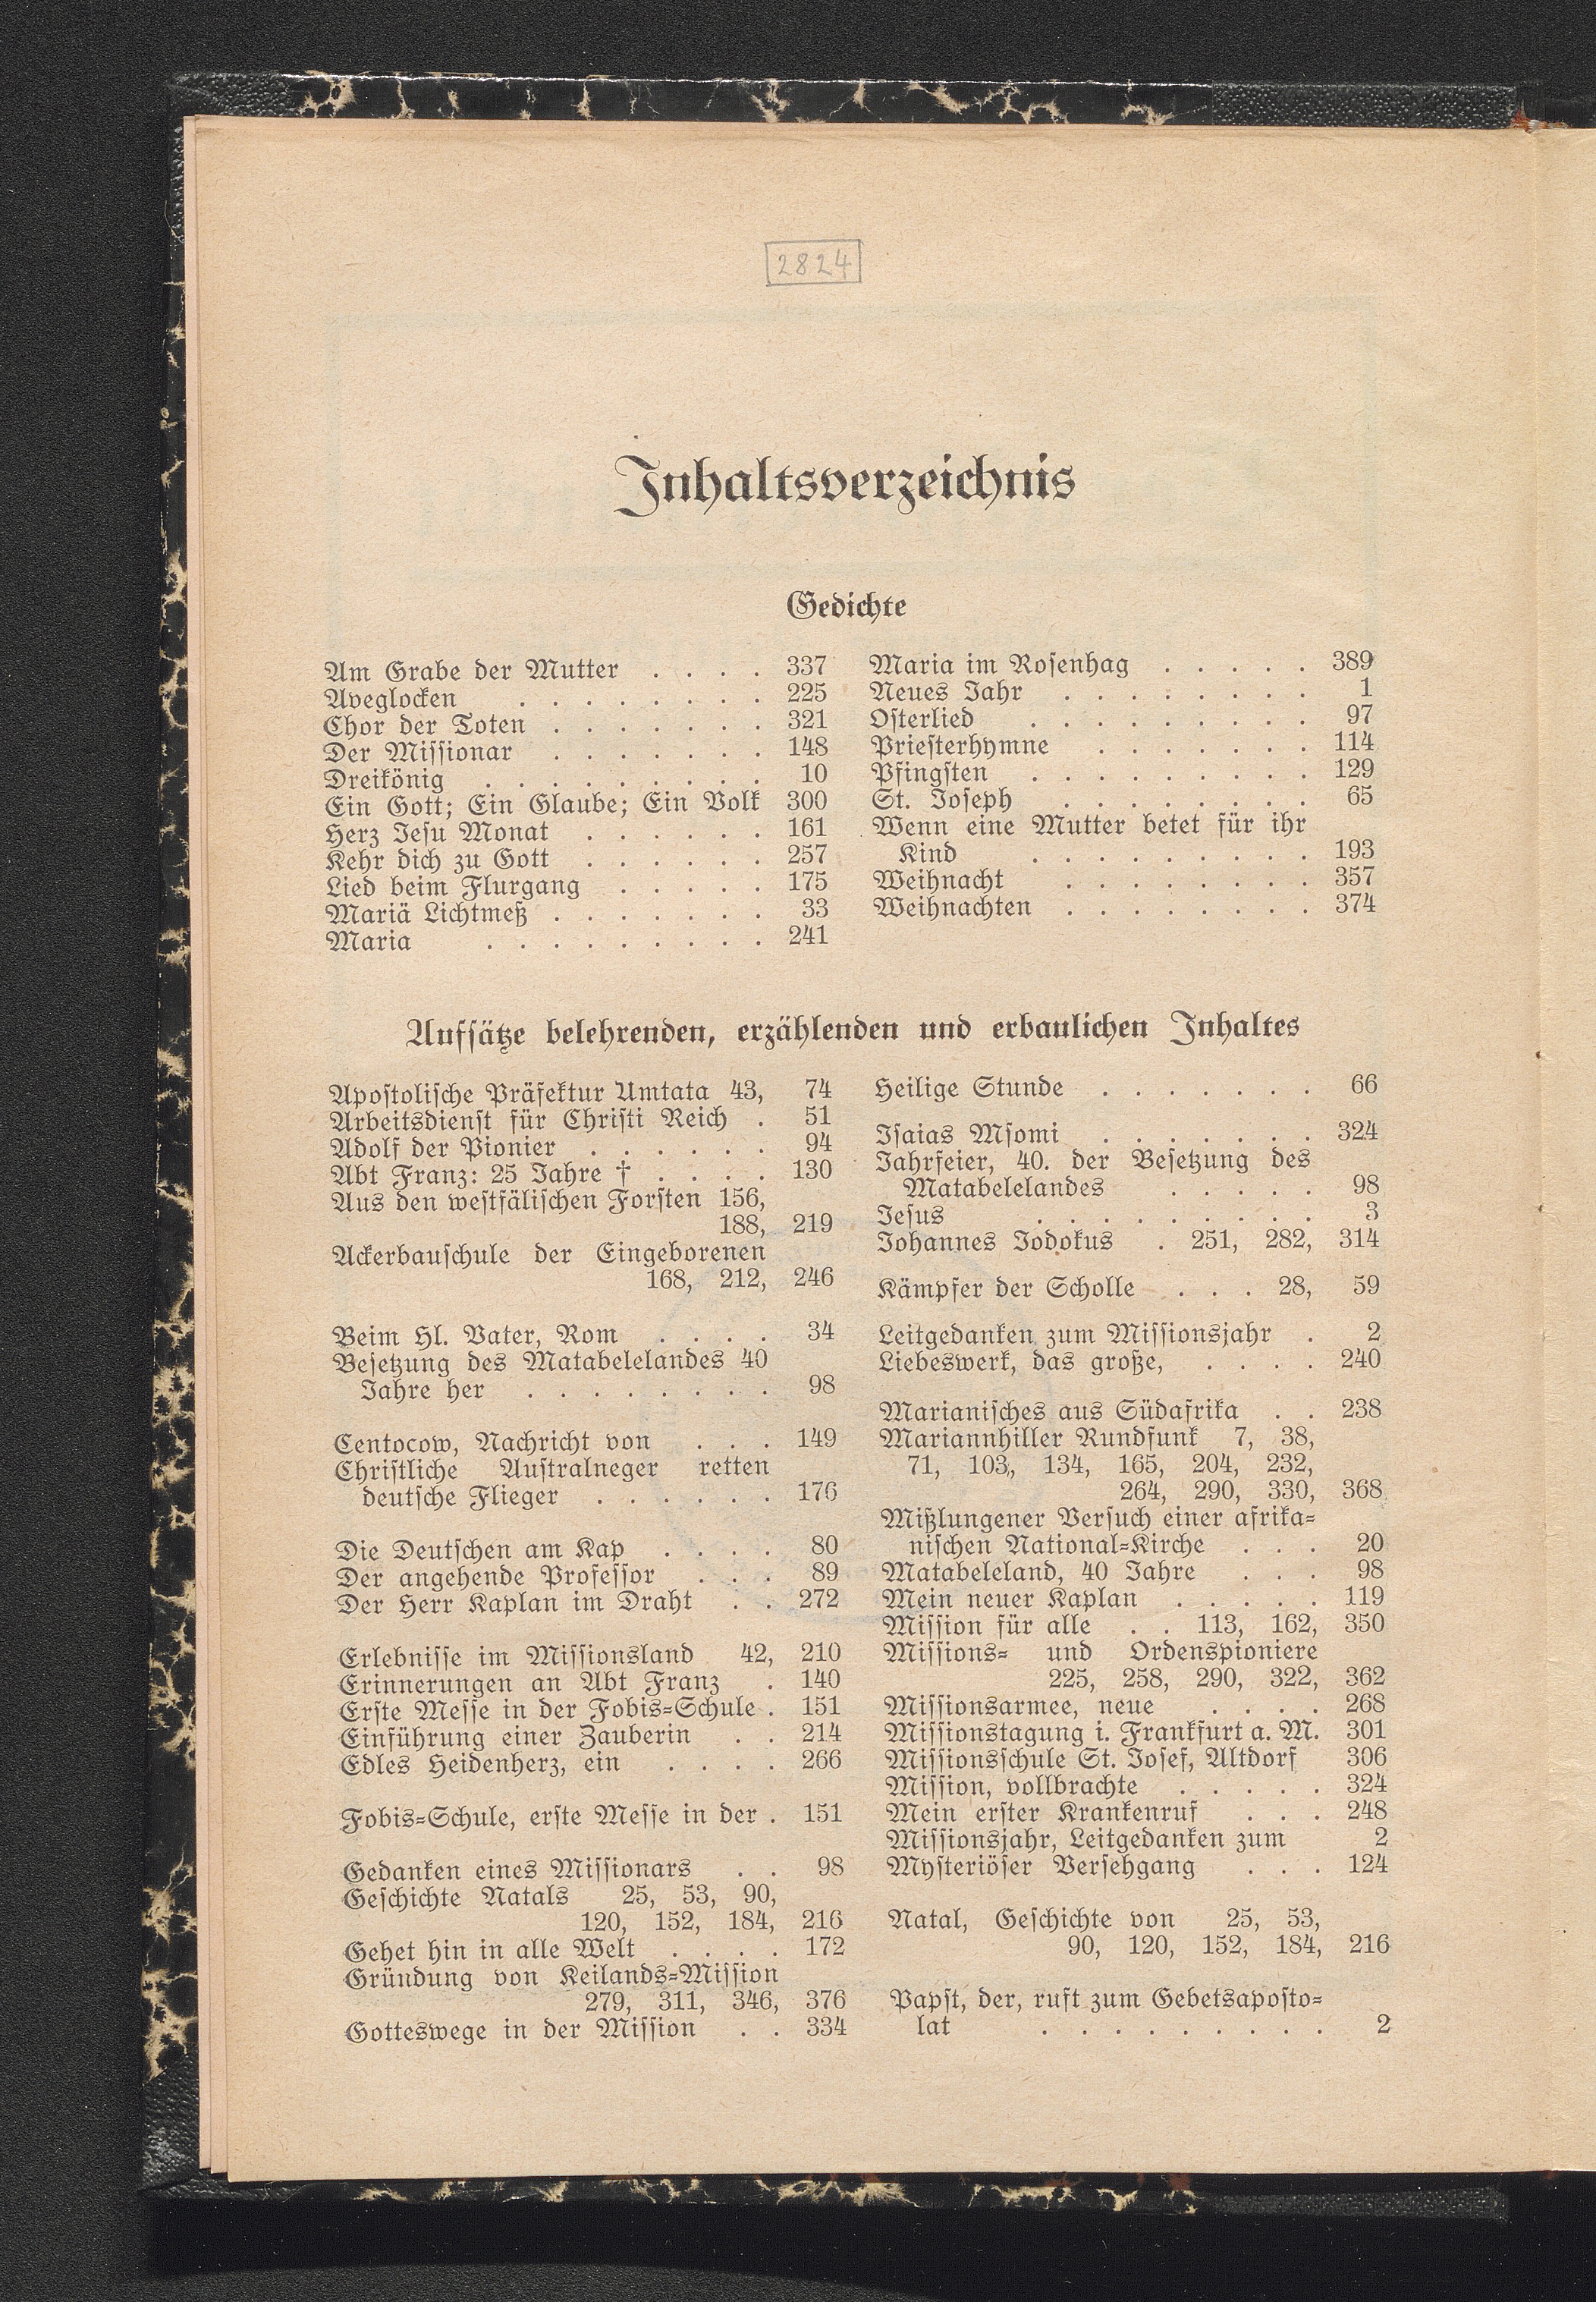 2824
Inhaltsverzeichnis
Gedichte
Am Grabe der Mutter . . . . 337
Aveglocken . . . . . . . . 225
Chor der Toten . . . . . . . 321
Der Missionar . . . . . . . 148
Dreikönig . . . . . . . . . 10
Ein Gott; Ein Glaube; Ein Volk 300
Herz Jesu Monat . . . . . . 161
Kehr dich zu Gott . . . . . . 257
Lied beim Flurgang . . . . . 175
Mariä Lichtmeß . . . . . . . 33
Maria . . . . . . . . . 241
Maria im Rosenhag . . . . . 389
Neues Jahr . . . . . . . . 1
Osterlied . . . . . . . . . 97
Priesterhymne . . . . . . . 114
Pfingsten . . . . . . . . . 129
St. Joseph . . . . . . . . 65
Wenn eine Mutter betet für ihr
Kind . . . . . . . . . 193
Weihnacht . . . . . . . . 357
Weihnachten . . . . . . . . 374
Aufsätze belehrenden, erzählenden und erbaulichen Inhaltes
Apostolische Präfektur Umtata 43, 74
Arbeitsdienst für Christi Reich . 51
Adolf der Pionier . . . . . . 94
Abt Franz: 25 Jahre † . . . . 130
Aus den westfälischen Forsten 156,
188, 219
Ackerbauschule der Eingeborenen
168, 212, 246
Beim Hl. Vater, Rom . . . . 34
Besetzung des Matabelelandes 40
Jahre her . . . . . . . . 98
Centocow, Nachricht von . . . 149
Christliche Australneger retten
deutsche Flieger . . . . . . 176
Die Deutschen am Kap . . . . 80
Der angehende Professor . . . 89
Der Herr Kaplan im Draht . . 272
Erlebnisse im Missionsland 42, 210
Erinnerungen an Abt Franz . 140
Erste Messe in der Fobis-Schule . 151
Einführung einer Zauberin . . 214
Edles Heidenherz, ein . . . . 266
Fobis-Schule, erste Messe in der . 151
Gedanken eines Missionars . . 98
Geschichte Natals 25, 53, 90,
120, 152, 184, 216
Gehet hin in alle Welt . . . . 172
Gründung von Keilands-Mission
279, 311, 346, 376
Gotteswege in der Mission . . 334
Heilige Stunde . . . . . . . 66
Isaias Msomi . . . . . . . 324
Jahrfeier, 40. der Besetzung des
Matabelelandes . . . . . 98
Jesus . . . . . . . . . 3
Johannes Jodokus . 251, 282, 314
Kämpfer der Scholle . . . 28, 59
Leitgedanken zum Missionsjahr . 2
Liebeswerk, das große, . . . . 240
Marianisches aus Südafrika . . 238
Mariannhiller Rundfunk 7, 38,
71, 103, 134, 165, 204, 232,
264, 290, 330, 368
Mißlungener Versuch einer afrika-
nischen National-Kirche . . . 20
Matabeleland, 40 Jahre . . . 98
Mein neuer Kaplan . . . . . 119
Mission für alle . . 113, 162, 350
Missions- und Ordenspioniere
225, 258, 290, 322, 362
Missionsarmee, neue . . . . 268
Missionstagung i. Frankfurt a. M. 301
Missionsschule St. Josef, Altdorf 306
Mission, vollbrachte . . . . . 324
Mein erster Krankenruf . . . 248
Missionsjahr, Leitgedanken zum 2
Mysteriöser Versehgang . . . 124
Natal, Geschichte von 25, 53,
90, 120, 152, 184, 216
Papst, der, ruft zum Gebetsaposto-
lat . . . . . . . . . 2